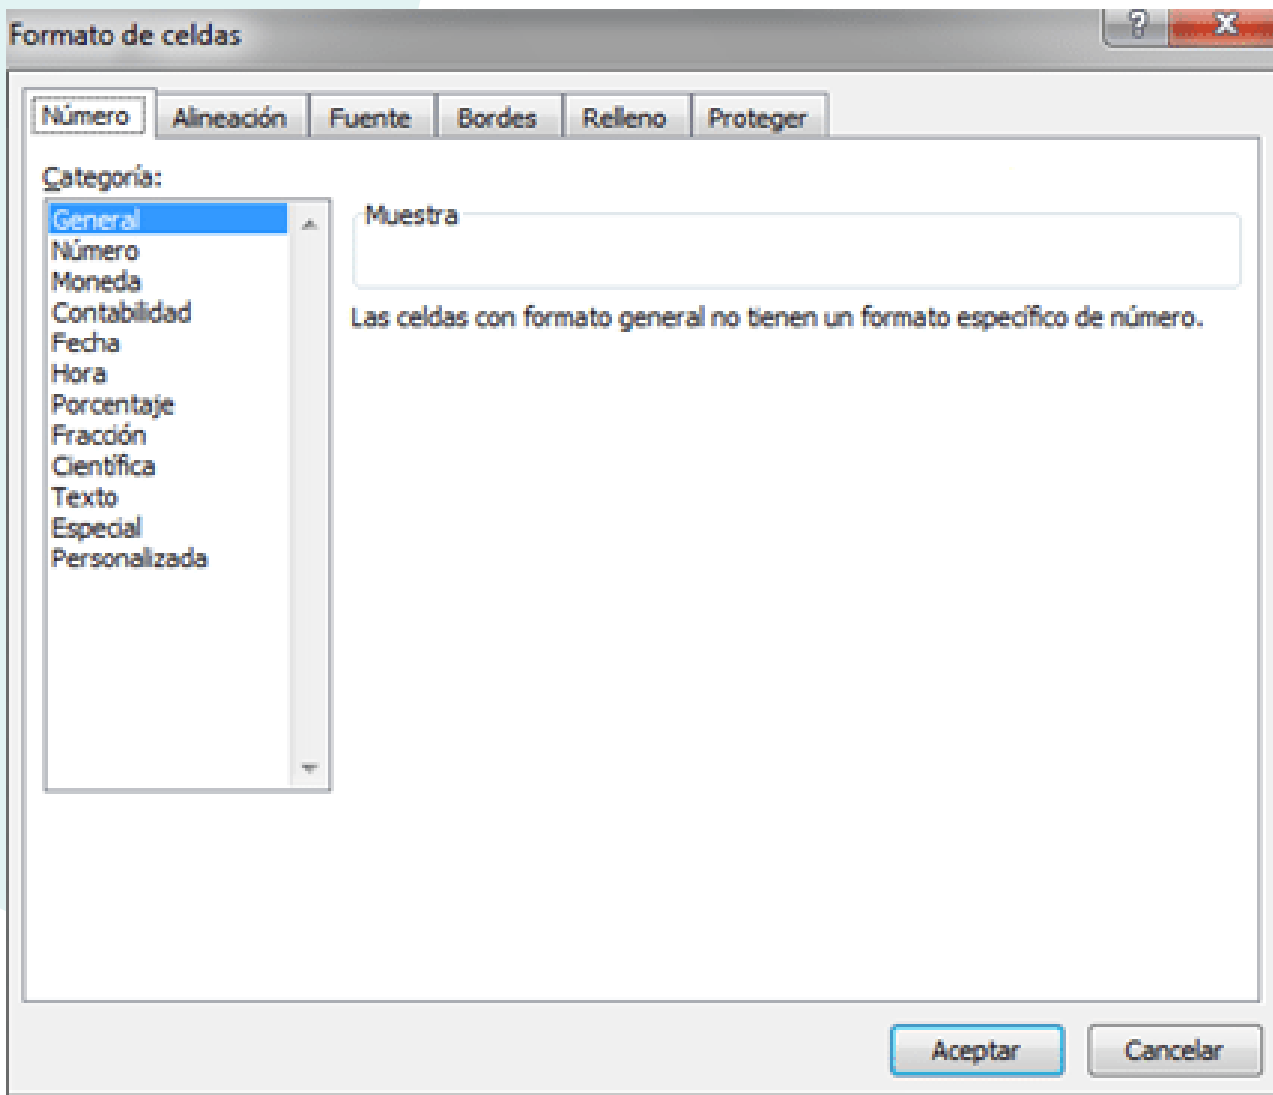 Formato de celdas
?
Número Alineación Fuente Bordes Relleno Proteger
Categoría:
General
Número
Moneda
Contabilidad
Fecha
Hora
Porcentaje
Fracción
Científica
Texto
Especial
Personalizada
Muestra
Las celdas con formato general no tienen un formato específico de número.
Aceptar Cancelar